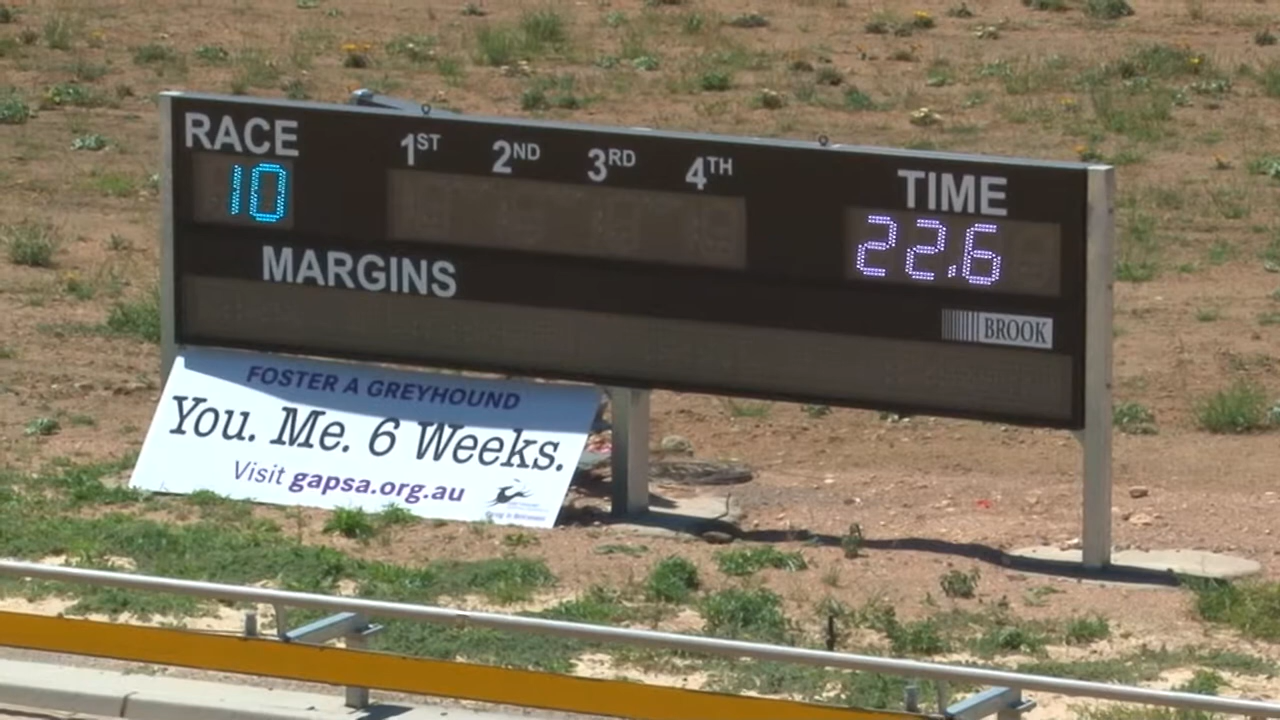 RACE 1ST 2ND 3RD 4TH TIME
10 22.6
MARGINS
BROOK
FOSTER A GREYHOUND
You. Me. 6 Weeks.
Visit gapsa.org.au